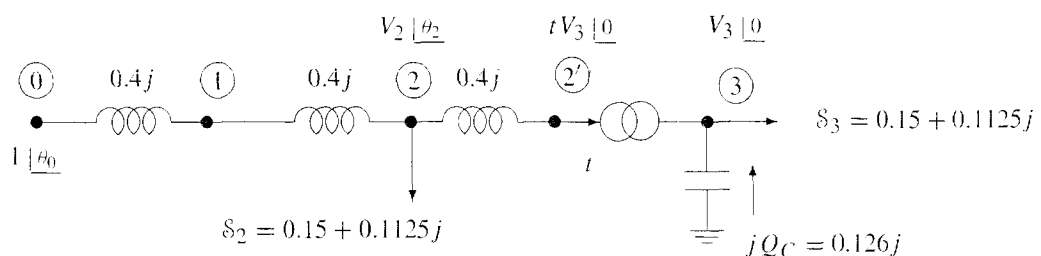 V₂ |θ₂ tV₃ |0 V₃ |0
0 0.4j 1 0.4j 2 0.4j 2′ 3
S₃ = 0.15 + 0.1125j
1 |θ₀ t
S₂ = 0.15 + 0.1125j
jQ_C = 0.126j